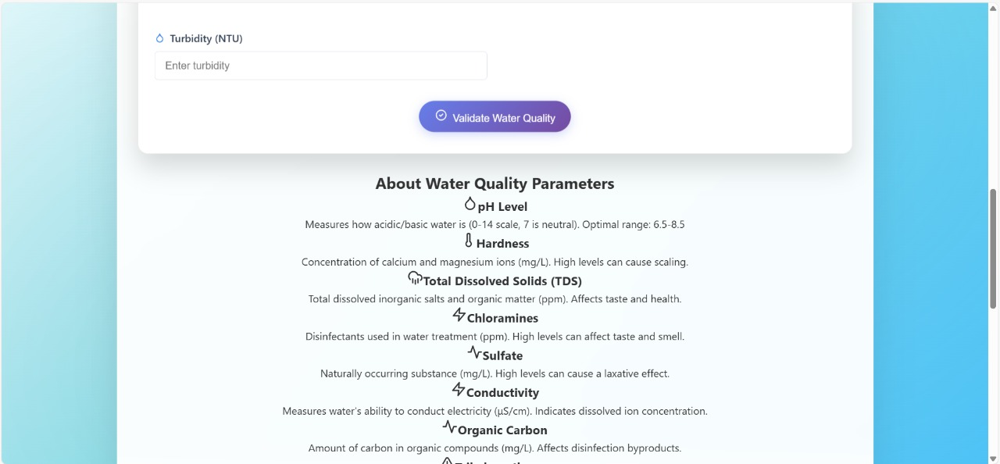 Turbidity (NTU)
Enter turbidity
Validate Water Quality
About Water Quality Parameters
pH Level
Measures how acidic/basic water is (0-14 scale, 7 is neutral). Optimal range: 6.5-8.5
Hardness
Concentration of calcium and magnesium ions (mg/L). High levels can cause scaling.
Total Dissolved Solids (TDS)
Total dissolved inorganic salts and organic matter (ppm). Affects taste and health.
Chloramines
Disinfectants used in water treatment (ppm). High levels can affect taste and smell.
Sulfate
Naturally occurring substance (mg/L). High levels can cause a laxative effect.
Conductivity
Measures water's ability to conduct electricity (μS/cm). Indicates dissolved ion concentration.
Organic Carbon
Amount of carbon in organic compounds (mg/L). Affects disinfection byproducts.